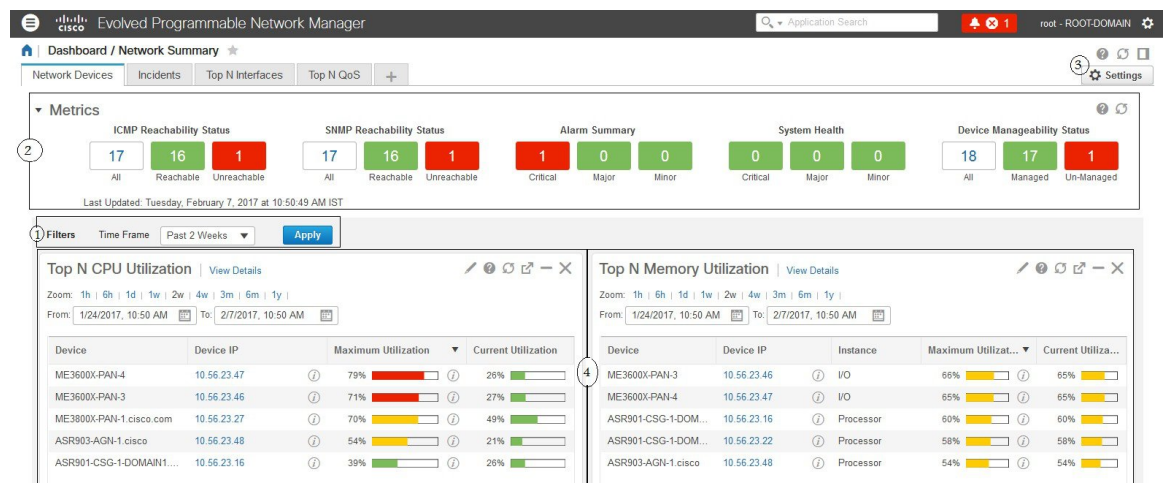 cisco Evolved Programmable Network Manager
Application Search
1
root - ROOT-DOMAIN
Dashboard / Network Summary
Network Devices Incidents Top N Interfaces Top N QoS +
3
Settings
Metrics
2
ICMP Reachability Status
17 16 1
All Reachable Unreachable
SNMP Reachability Status
17 16 1
All Reachable Unreachable
Alarm Summary
1 0 0
Critical Major Minor
System Health
0 0 0
Critical Major Minor
Device Manageability Status
18 17 1
All Managed Un-Managed
Last Updated: Tuesday, February 7, 2017 at 10:50:49 AM IST
1 Filters Time Frame Past 2 Weeks Apply
Top N CPU Utilization | View Details
Zoom: 1h | 6h | 1d | 1w | 2w | 4w | 3m | 6m | 1y |
From: 1/24/2017, 10:50 AM To: 2/7/2017, 10:50 AM
Device Device IP Maximum Utilization Current Utilization
ME3600X-PAN-4 10.56.23.47 79% 26%
ME3600X-PAN-3 10.56.23.46 71% 27%
ME3800X-PAN-1.cisco.com 10.56.23.27 70% 49%
ASR903-AGN-1.cisco 10.56.23.48 54% 21%
ASR901-CSG-1-DOMAIN1.... 10.56.23.16 39% 26%
4
Top N Memory Utilization | View Details
Zoom: 1h | 6h | 1d | 1w | 2w | 4w | 3m | 6m | 1y |
From: 1/24/2017, 10:50 AM To: 2/7/2017, 10:50 AM
Device Device IP Instance Maximum Utilizat... Current Utiliza...
ME3600X-PAN-3 10.56.23.46 I/O 66% 65%
ME3600X-PAN-4 10.56.23.47 I/O 65% 65%
ASR901-CSG-1-DOM... 10.56.23.16 Processor 60% 60%
ASR901-CSG-1-DOM... 10.56.23.22 Processor 58% 58%
ASR903-AGN-1.cisco 10.56.23.48 Processor 54% 54%